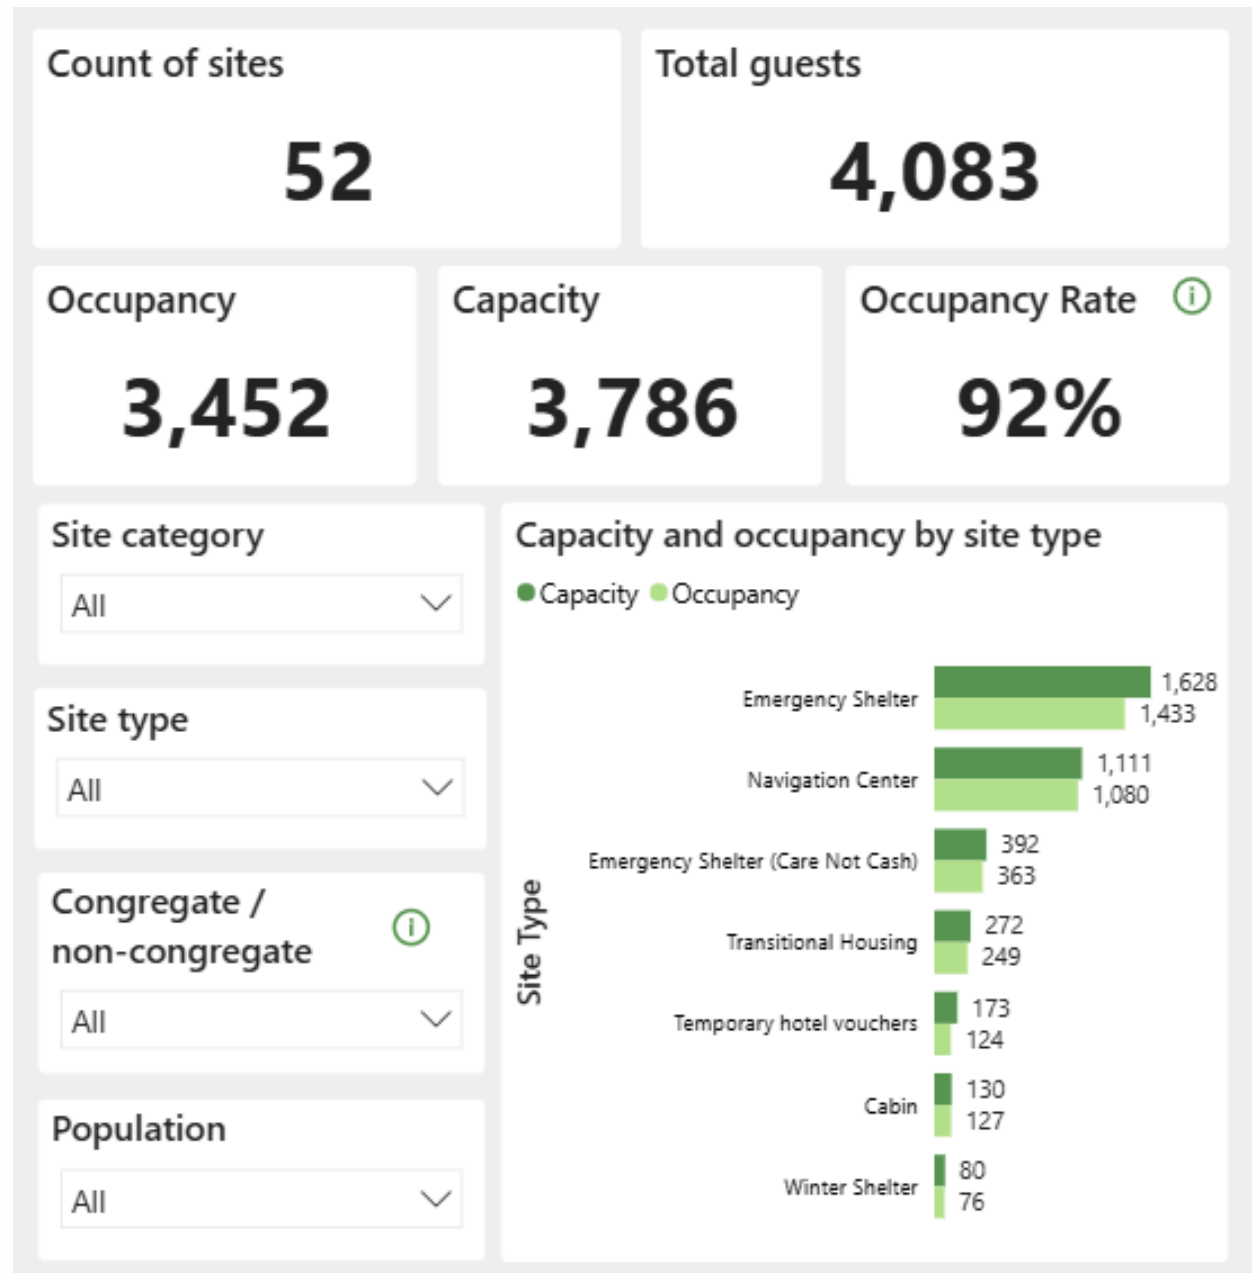 Count of sites
52
Total guests
4,083
Occupancy
3,452
Capacity
3,786
Occupancy Rate
92%
Site category
All
Site type
All
Congregate /
non-congregate
All
Population
All
Capacity and occupancy by site type
Capacity Occupancy
Site Type
Emergency Shelter
1,628
1,433
Navigation Center
1,111
1,080
Emergency Shelter (Care Not Cash)
392
363
Transitional Housing
272
249
Temporary hotel vouchers
173
124
Cabin
130
127
Winter Shelter
80
76